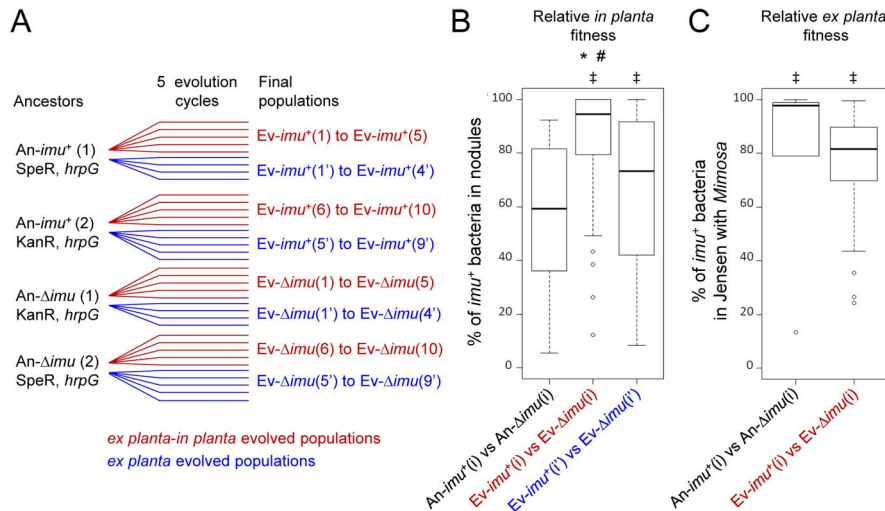 A
5 evolution
cycles
Final
populations
Ancestors
An-imu⁺ (1)
SpeR, hrpG
Ev-imu⁺(1) to Ev-imu⁺(5)
Ev-imu⁺(1') to Ev-imu⁺(4')
An-imu⁺ (2)
KanR, hrpG
Ev-imu⁺(6) to Ev-imu⁺(10)
Ev-imu⁺(5') to Ev-imu⁺(9')
An-Δimu (1)
KanR, hrpG
Ev-Δimu(1) to Ev-Δimu(5)
Ev-Δimu(1') to Ev-Δimu(4')
An-Δimu (2)
SpeR, hrpG
Ev-Δimu(6) to Ev-Δimu(10)
Ev-Δimu(5') to Ev-Δimu(9')
ex planta-in planta evolved populations
ex planta evolved populations
B
Relative in planta
fitness
* #
‡ ‡
% of imu⁺ bacteria in nodules
100
80
60
40
20
0
An-imu⁺(i) vs An-Δimu(i)
Ev-imu⁺(i) vs Ev-Δimu(i)
Ev-imu⁺(i') vs Ev-Δimu(i')
C
Relative ex planta
fitness
‡ ‡
% of imu⁺ bacteria
in Jensen with Mimosa
100
80
60
40
20
0
An-imu⁺(i) vs An-Δimu(i)
Ev-imu⁺(i) vs Ev-Δimu(i)